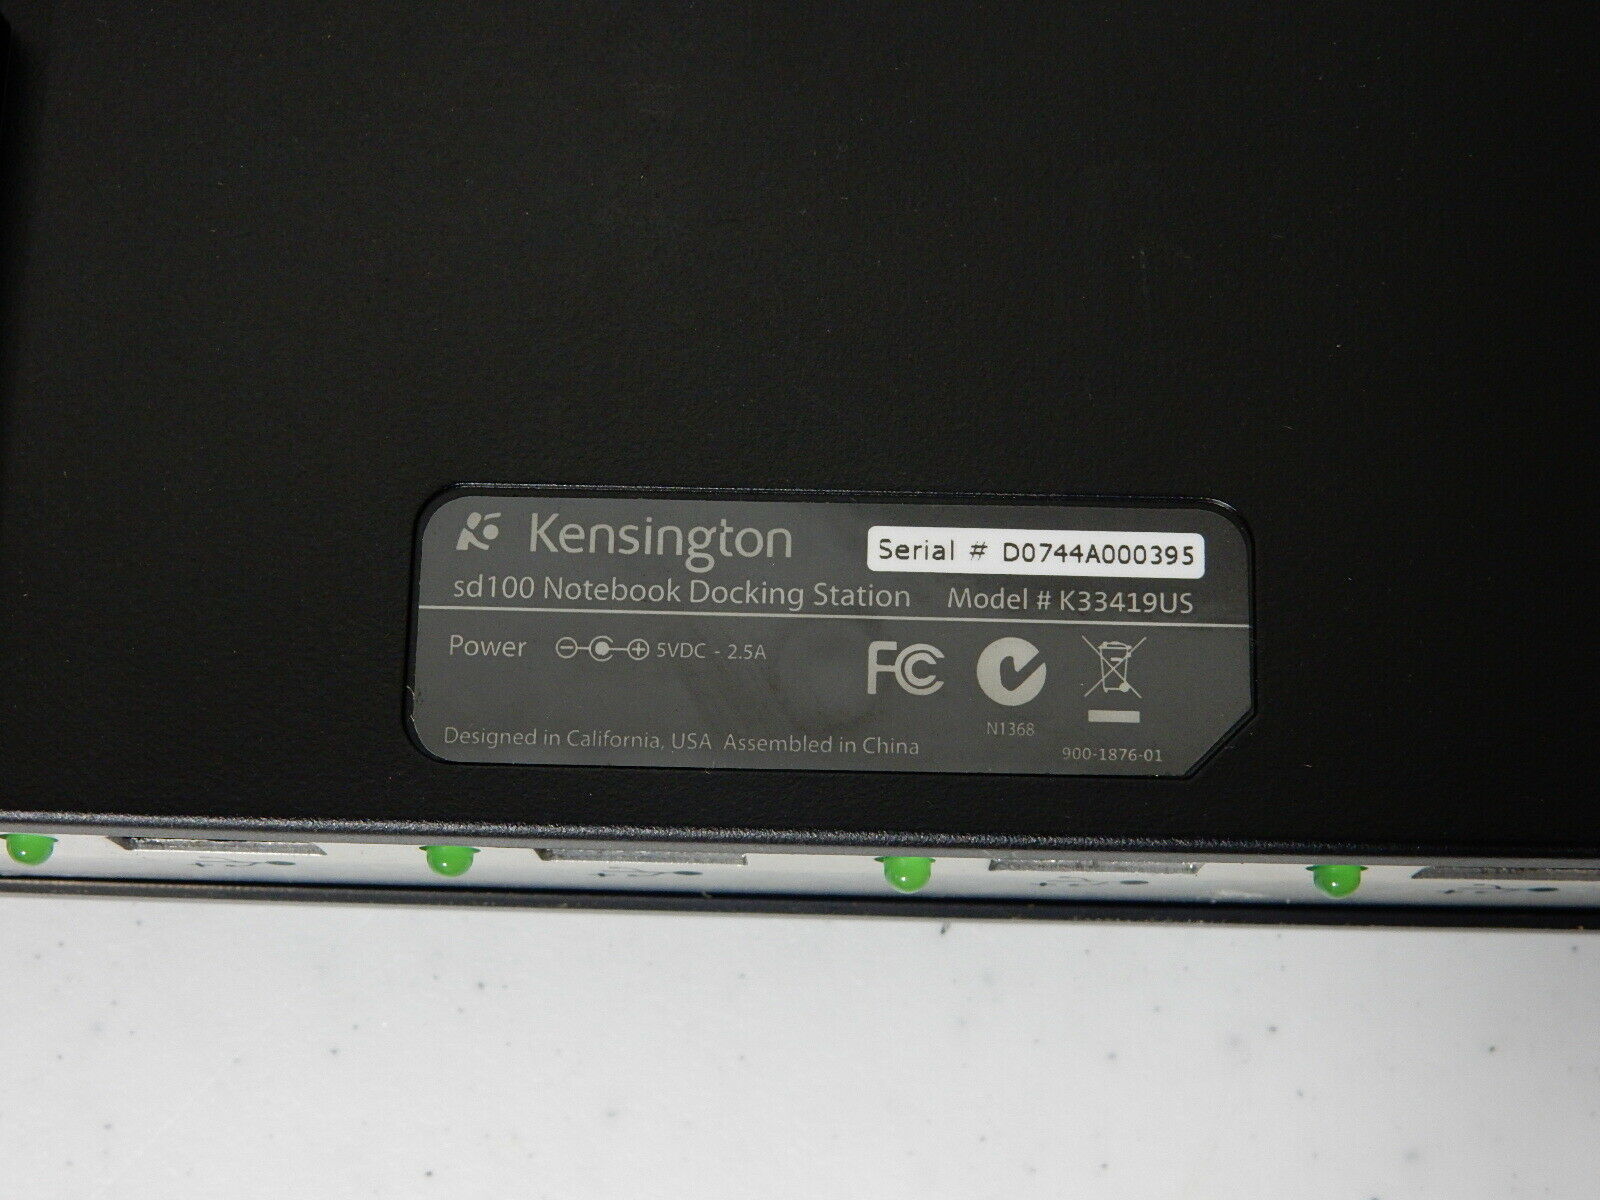 Kensington
Serial # D0744A000395
sd100 Notebook Docking Station Model # K33419US
Power 5VDC - 2.5A
FC
N1368
Designed in California, USA Assembled in China
900-1876-01